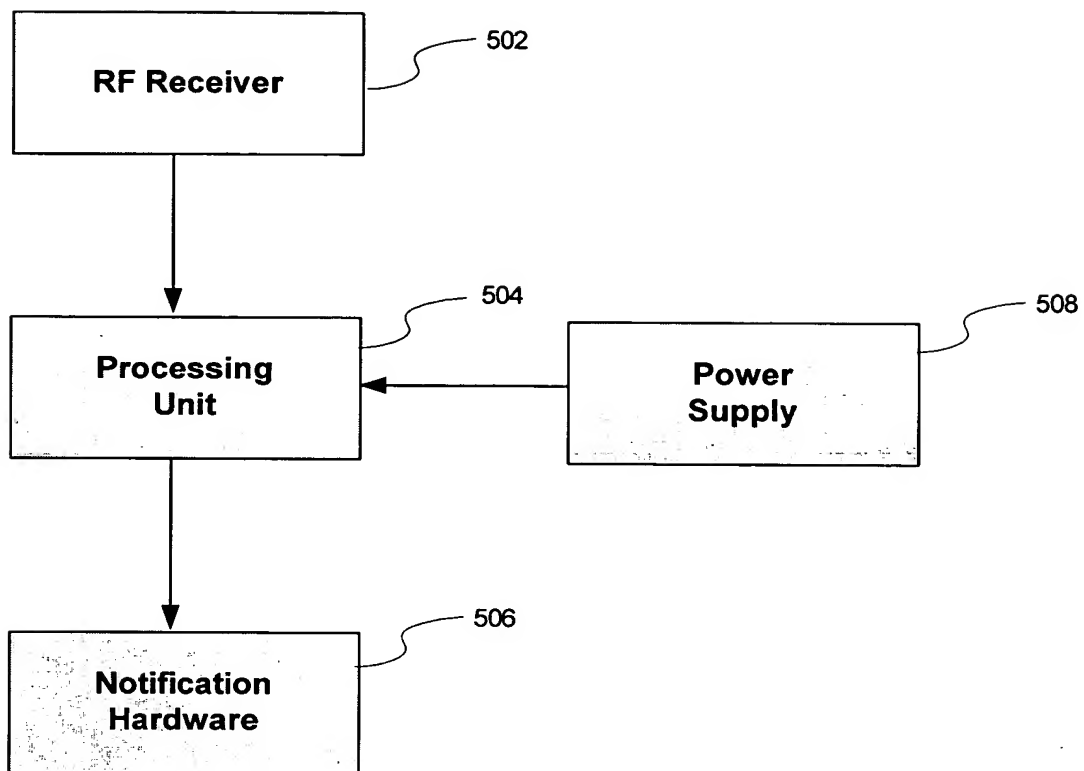 502
RF Receiver
504
508
Processing
Unit
Power
Supply
506
Notification
Hardware